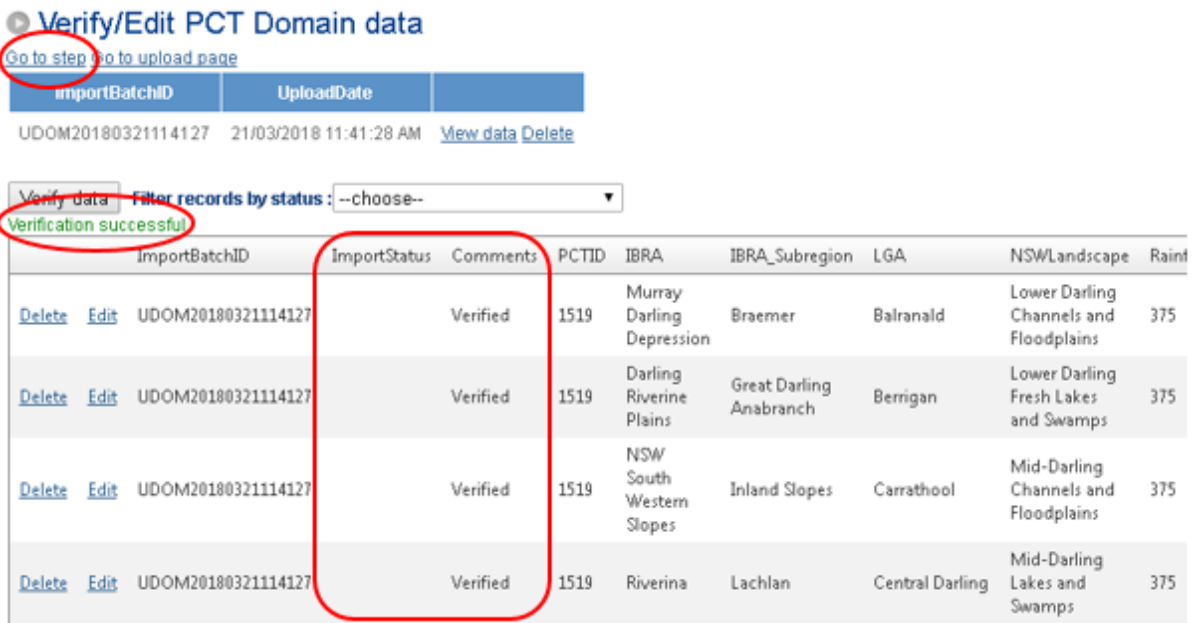 Verify/Edit PCT Domain data
Go to step Go to upload page
ImportBatchID UploadDate
UDOM20180321114127 21/03/2018 11:41:28 AM View data Delete
Verify data Filter records by status : --choose--
Verification successful
ImportBatchID ImportStatus Comments PCTID IBRA IBRA_Subregion LGA NSWLandscape Rainf
Delete Edit UDOM20180321114127 Verified 1519 Murray Darling Depression Braemer Balranald Lower Darling Channels and Floodplains 375
Delete Edit UDOM20180321114127 Verified 1519 Darling Riverine Plains Great Darling Anabranch Berrigan Lower Darling Fresh Lakes and Swamps 375
Delete Edit UDOM20180321114127 Verified 1519 NSW South Western Slopes Inland Slopes Carrathool Mid-Darling Channels and Floodplains 375
Delete Edit UDOM20180321114127 Verified 1519 Riverina Lachlan Central Darling Mid-Darling Lakes and Swamps 375